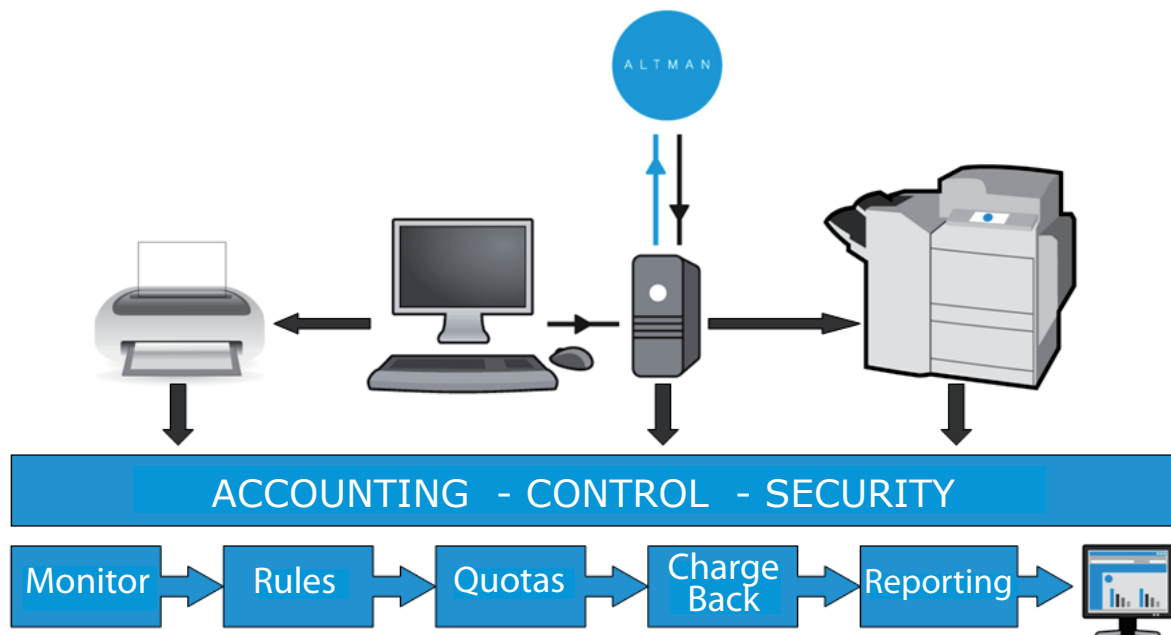 ALTMAN
ACCOUNTING - CONTROL - SECURITY
Monitor
Rules
Quotas
Charge
Back
Reporting